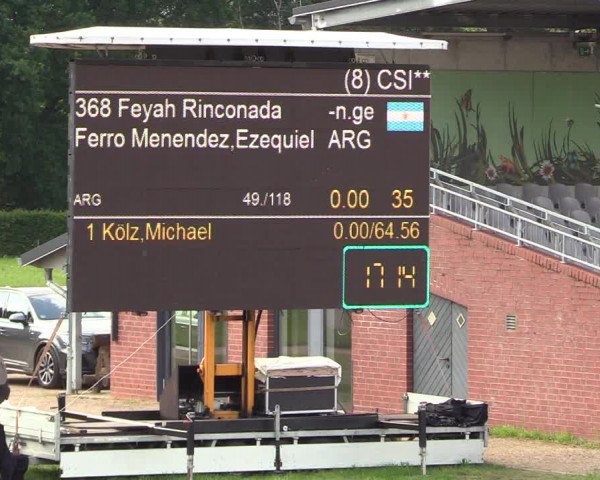 (8) CSI**
368 Feyah Rinconada -n.ge
Ferro Menendez,Ezequiel ARG
ARG 49./118 0.00 35
1 Kölz,Michael 0.00/64.56
17 14